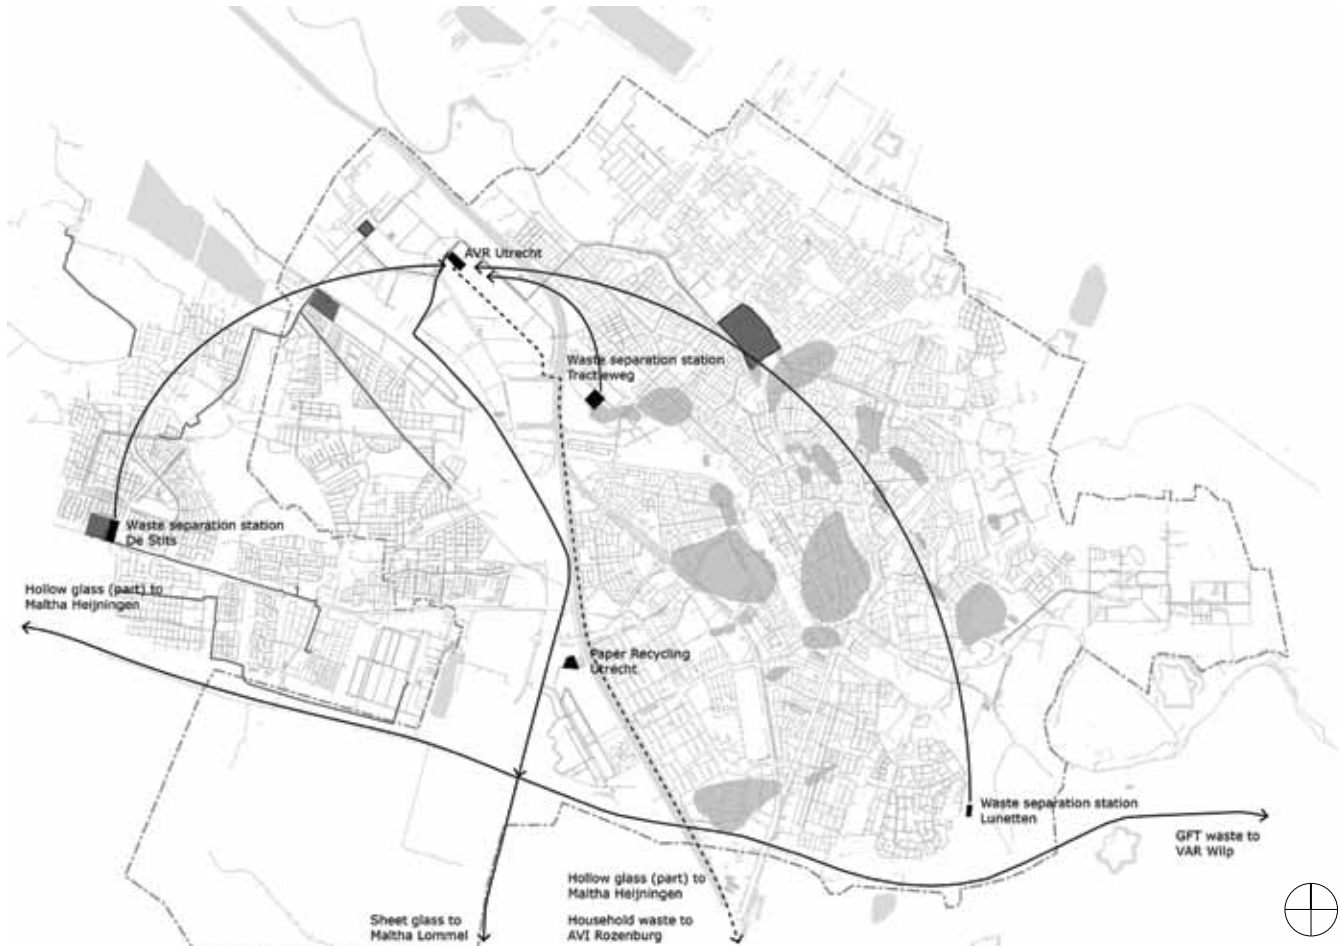 AVR Utrecht
Waste separation station
Tractieweg
Waste separation station
De Stits
Hollow glass (part) to
Maltha Heijningen
Paper Recycling
Utrecht
Waste separation station
Lunetten
GFT waste to
VAR Wilp
Hollow glass (part) to
Maltha Heijningen
Sheet glass to
Maltha Lommel
Household waste to
AVI Rozenburg